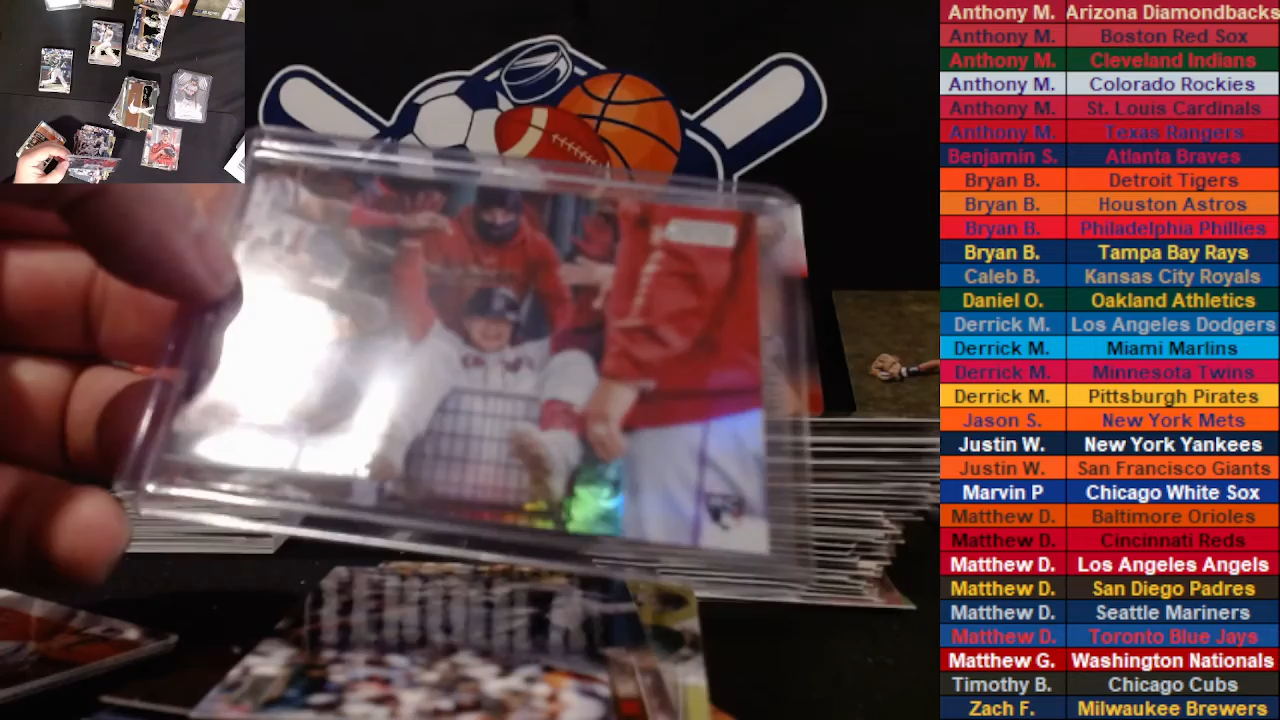 Anthony M. Arizona Diamondbacks
Anthony M. Boston Red Sox
Anthony M. Cleveland Indians
Anthony M. Colorado Rockies
Anthony M. St. Louis Cardinals
Anthony M. Texas Rangers
Benjamin S. Atlanta Braves
Bryan B. Detroit Tigers
Bryan B. Houston Astros
Bryan B. Philadelphia Phillies
Bryan B. Tampa Bay Rays
Caleb B. Kansas City Royals
Daniel O. Oakland Athletics
Derrick M. Los Angeles Dodgers
Derrick M. Miami Marlins
Derrick M. Minnesota Twins
Derrick M. Pittsburgh Pirates
Jason S. New York Mets
Justin W. New York Yankees
Justin W. San Francisco Giants
Marvin P Chicago White Sox
Matthew D. Baltimore Orioles
Matthew D. Cincinnati Reds
Matthew D. Los Angeles Angels
Matthew D. San Diego Padres
Matthew D. Seattle Mariners
Matthew D. Toronto Blue Jays
Matthew G. Washington Nationals
Timothy B. Chicago Cubs
Zach F. Milwaukee Brewers